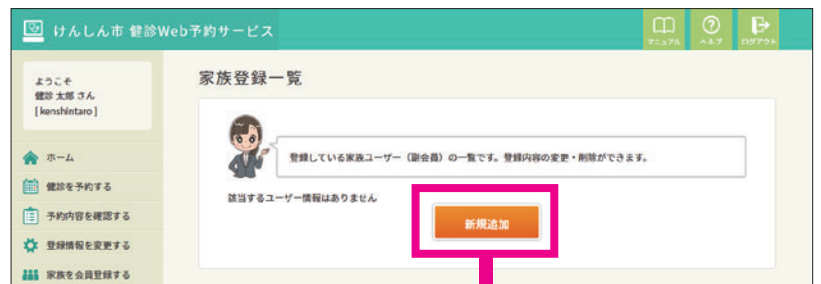 けんしん市 健診Web予約サービス
マニュアル
ヘルプ
ログアウト
ようこそ
健診 太郎 さん
[kenshintaro]
家族登録一覧
登録している家族ユーザー（副会員）の一覧です。登録内容の変更・削除ができます。
ホーム
健診を予約する
予約内容を確認する
登録情報を変更する
家族を会員登録する
該当するユーザー情報はありません
新規追加